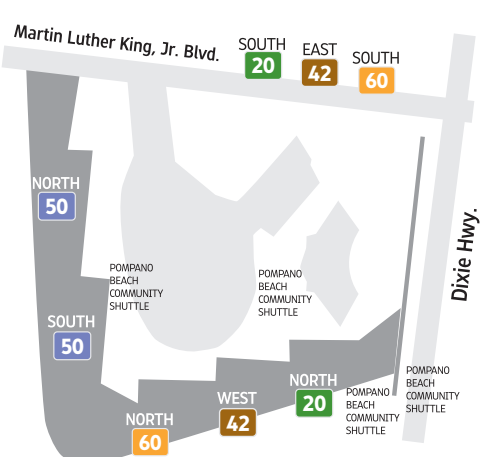 Martin Luther King, Jr. Blvd.
SOUTH
20
EAST
42
SOUTH
60
NORTH
50
Dixie Hwy.
POMPANO
BEACH
COMMUNITY
SHUTTLE
POMPANO
BEACH
COMMUNITY
SHUTTLE
SOUTH
50
NORTH
60
WEST
42
NORTH
20
POMPANO
BEACH
COMMUNITY
SHUTTLE
POMPANO
BEACH
COMMUNITY
SHUTTLE